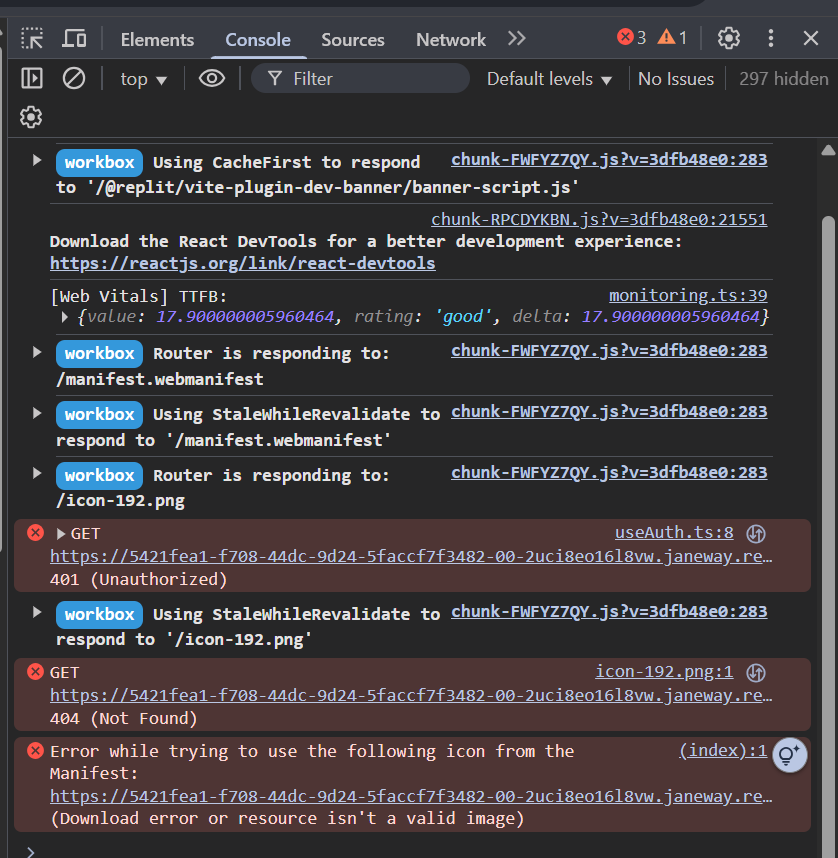 Elements Console Sources Network 3 1
top Filter Default levels No Issues 297 hidden
workbox Using CacheFirst to respond chunk-FWFYZ7QY.js?v=3dfb48e0:283
to '/@replit/vite-plugin-dev-banner/banner-script.js'
chunk-RPCDYKBN.js?v=3dfb48e0:21551
Download the React DevTools for a better development experience:
https://reactjs.org/link/react-devtools
[Web Vitals] TTFB: monitoring.ts:39
{value: 17.900000005960464, rating: 'good', delta: 17.900000005960464}
workbox Router is responding to: chunk-FWFYZ7QY.js?v=3dfb48e0:283
/manifest.webmanifest
workbox Using StaleWhileRevalidate to chunk-FWFYZ7QY.js?v=3dfb48e0:283
respond to '/manifest.webmanifest'
workbox Router is responding to: chunk-FWFYZ7QY.js?v=3dfb48e0:283
/icon-192.png
GET useAuth.ts:8
https://5421fea1-f708-44dc-9d24-5faccf7f3482-00-2uci8eo16l8vw.janeway.re…
401 (Unauthorized)
workbox Using StaleWhileRevalidate to chunk-FWFYZ7QY.js?v=3dfb48e0:283
respond to '/icon-192.png'
GET icon-192.png:1
https://5421fea1-f708-44dc-9d24-5faccf7f3482-00-2uci8eo16l8vw.janeway.re…
404 (Not Found)
Error while trying to use the following icon from the (index):1
Manifest:
https://5421fea1-f708-44dc-9d24-5faccf7f3482-00-2uci8eo16l8vw.janeway.re…
(Download error or resource isn't a valid image)